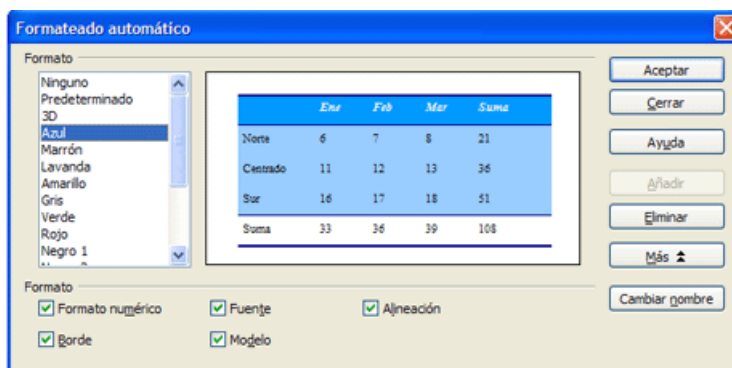 Formateado automático
Formato
Ninguno
Predeterminado
3D
Azul
Marrón
Lavanda
Amarillo
Gris
Verde
Rojo
Negro 1
Ene Feb Mar Suma
Norte 6 7 8 21
Centrado 11 12 13 36
Sur 16 17 18 51
Suma 33 36 39 108
Aceptar
Cerrar
Ayuda
Añadir
Eliminar
Más
Cambiar nombre
Formato
Formato numérico Fuente Alineación
Borde Modelo